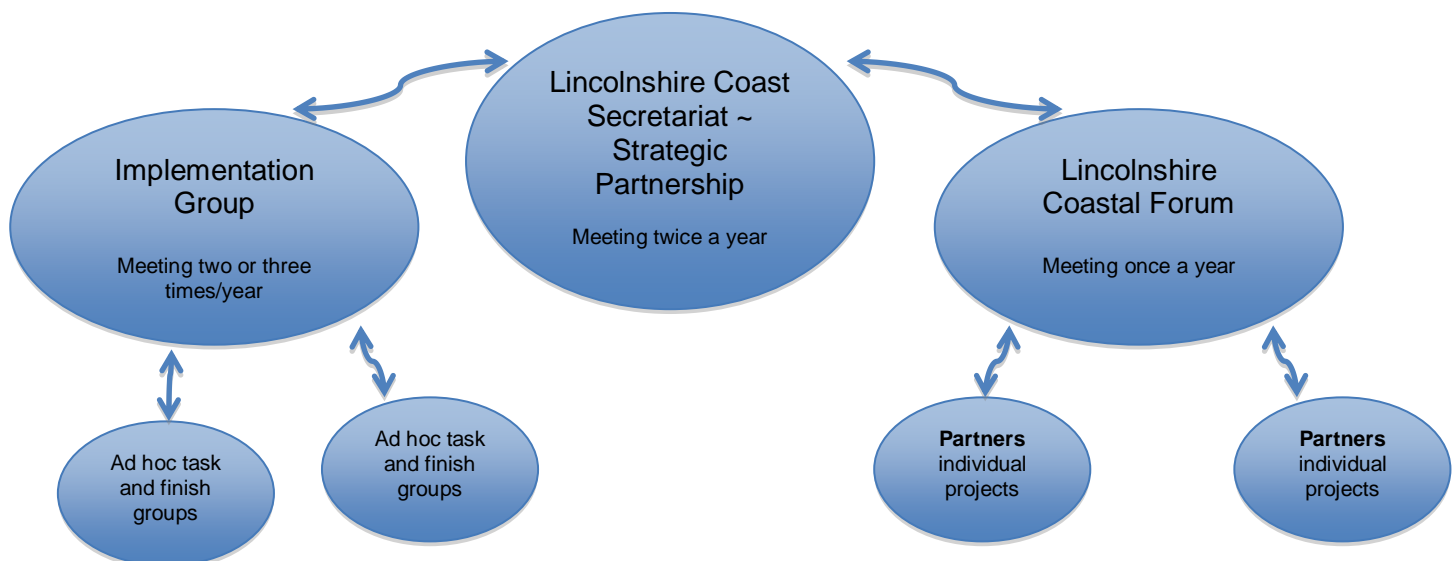 Lincolnshire Coast
Secretariat ~
Strategic
Partnership
Meeting twice a year
Implementation
Group
Meeting two or three
times/year
Lincolnshire
Coastal Forum
Meeting once a year
Ad hoc task
and finish
groups
Ad hoc task
and finish
groups
Partners
individual
projects
Partners
individual
projects